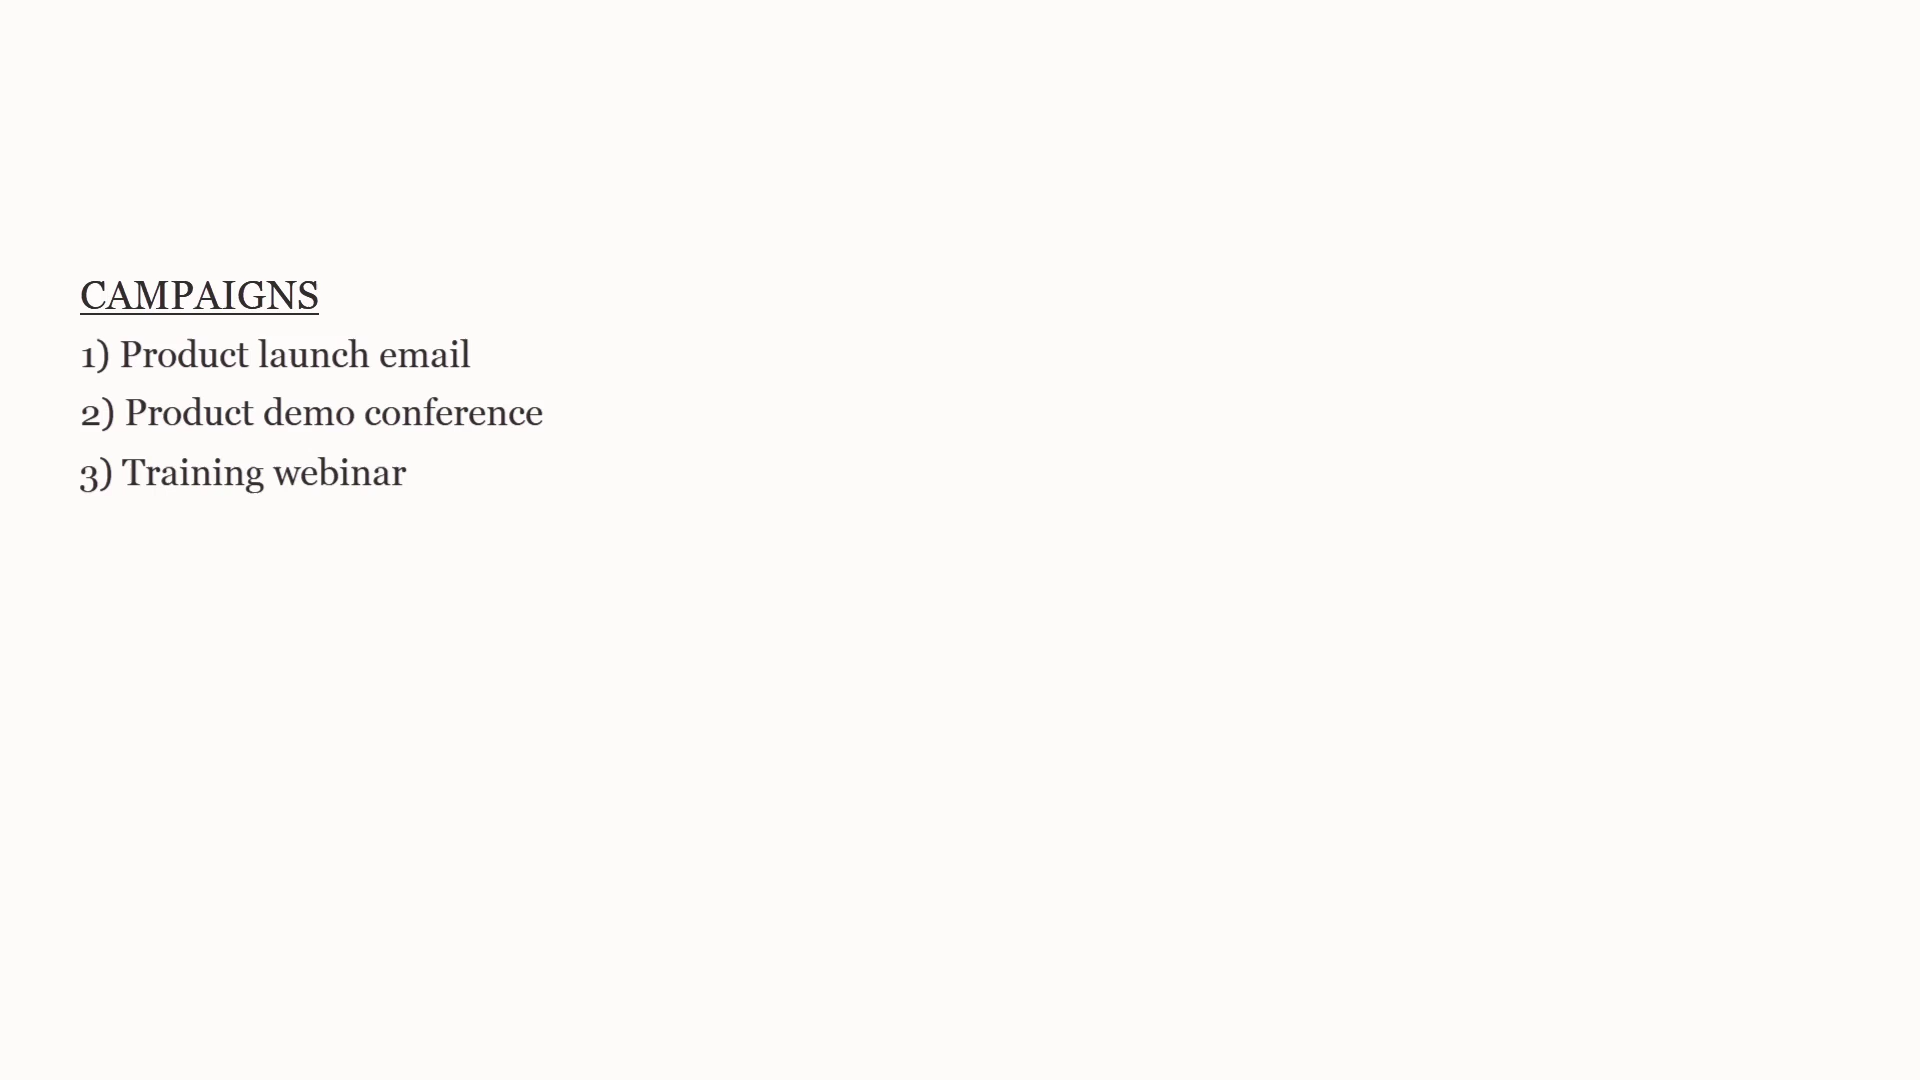 CAMPAIGNS
1) Product launch email
2) Product demo conference
3) Training webinar